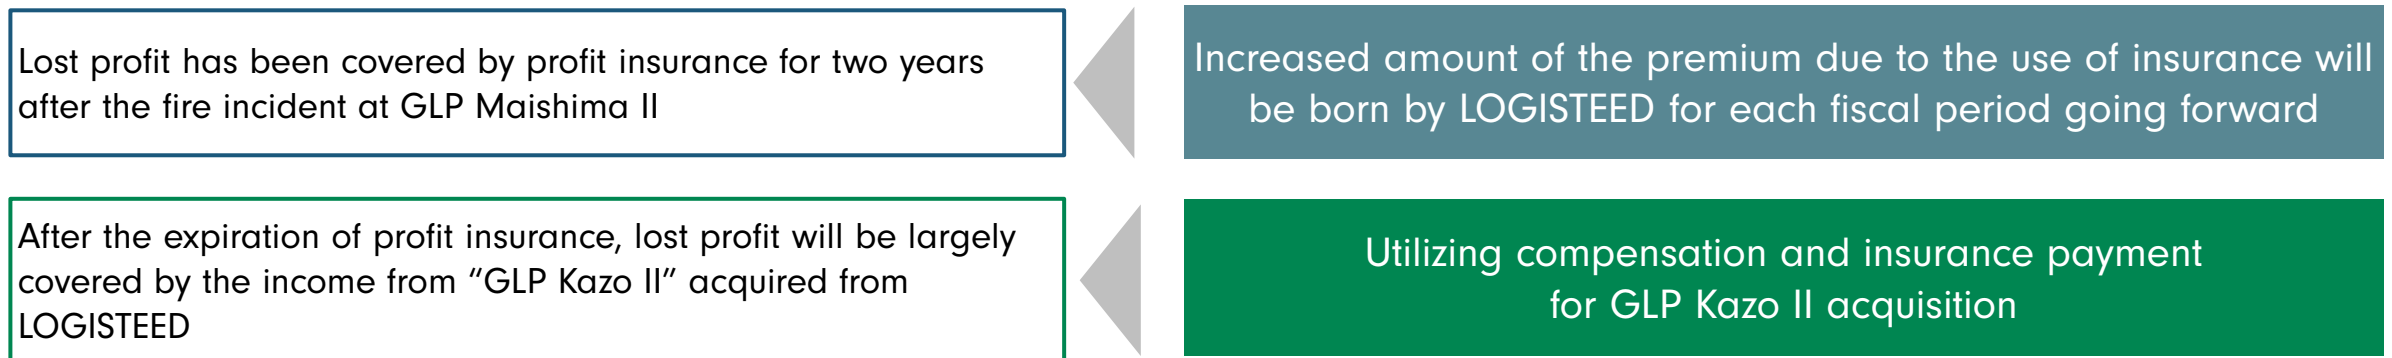 Lost profit has been covered by profit insurance for two years
after the fire incident at GLP Maishima II
Increased amount of the premium due to the use of insurance will
be born by LOGISTEED for each fiscal period going forward
After the expiration of profit insurance, lost profit will be largely
covered by the income from “GLP Kazo II” acquired from
LOGISTEED
Utilizing compensation and insurance payment
for GLP Kazo II acquisition